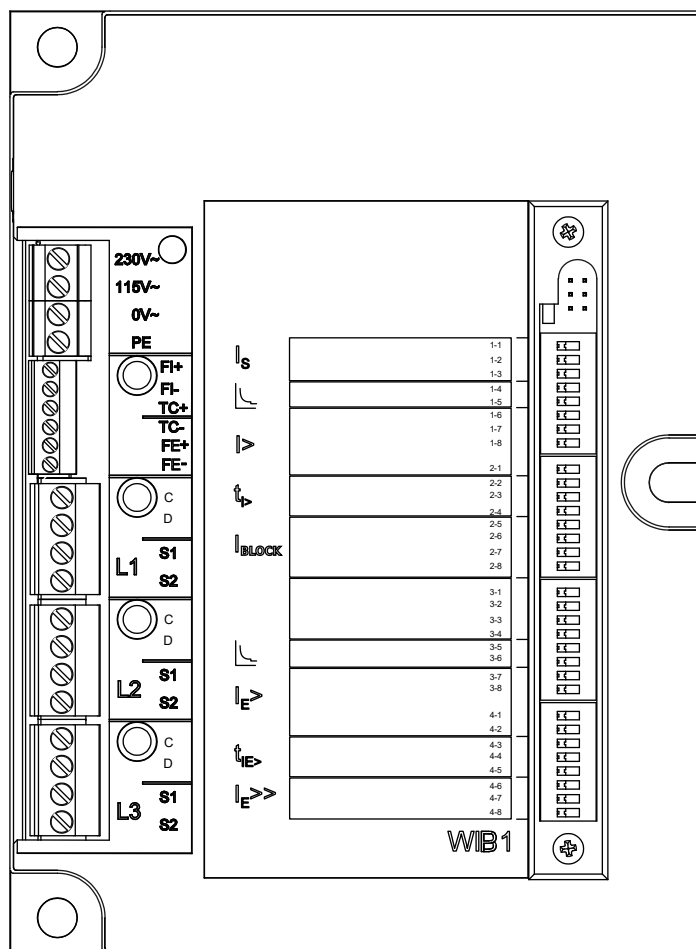 230V~
115V~
0V~
PE
FI+
FI-
TC+
TC-
FE+
FE-
C
D
L1
S1
S2
C
D
L2
S1
S2
C
D
L3
S1
S2
IS
I>
tI>
IBLOCK
IE>
tIE>
IE>>
1-1
1-2
1-3
1-4
1-5
1-6
1-7
1-8
2-1
2-2
2-3
2-4
2-5
2-6
2-7
2-8
3-1
3-2
3-3
3-4
3-5
3-6
3-7
3-8
4-1
4-2
4-3
4-4
4-5
4-6
4-7
4-8
WIB1